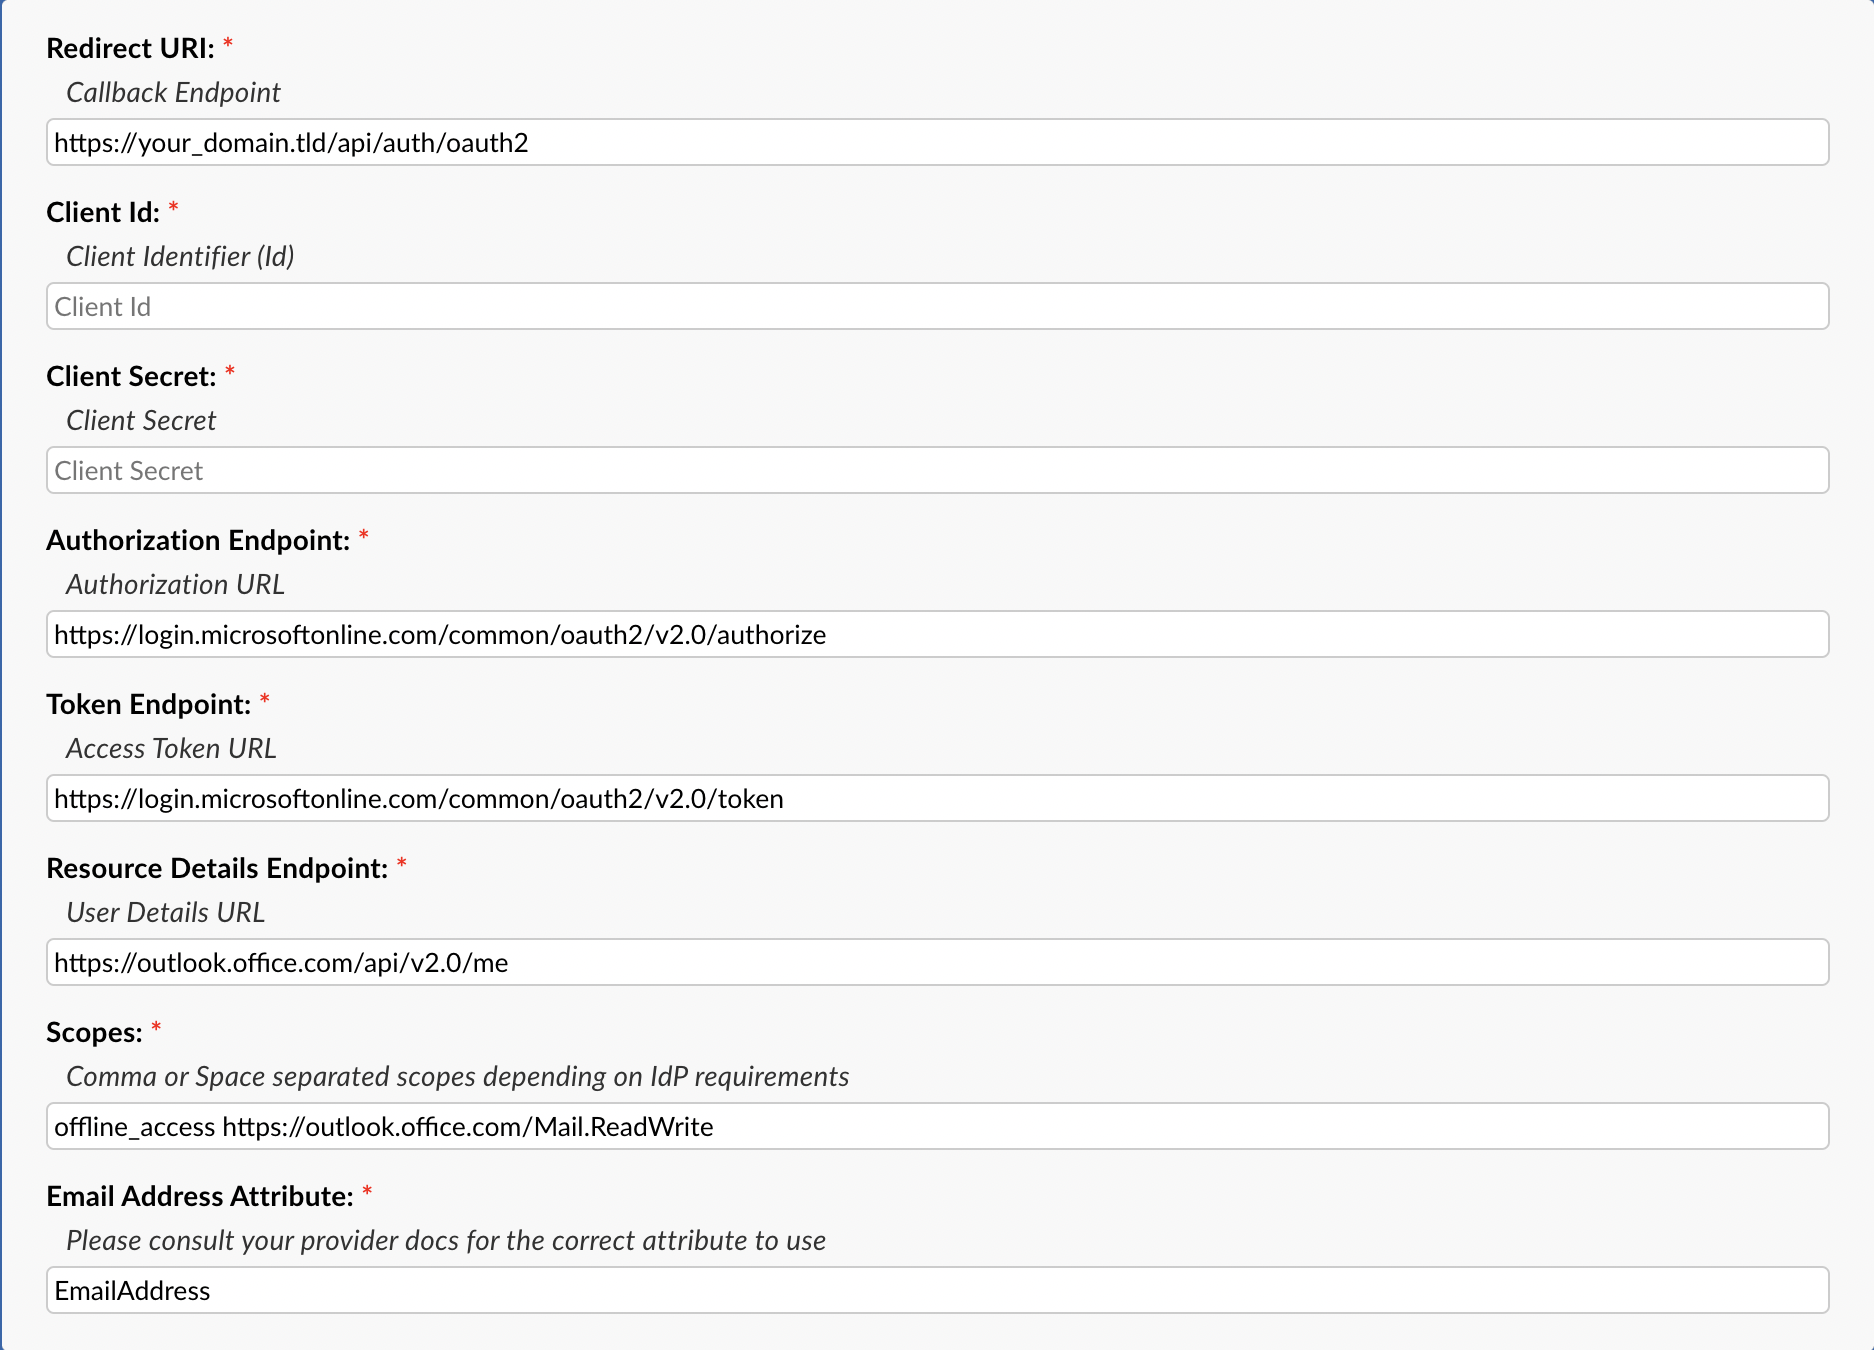 Redirect URI: *
Callback Endpoint
https://your_domain.tld/api/auth/oauth2
Client Id: *
Client Identifier (Id)
Client Id
Client Secret: *
Client Secret
Client Secret
Authorization Endpoint: *
Authorization URL
https://login.microsoftonline.com/common/oauth2/v2.0/authorize
Token Endpoint: *
Access Token URL
https://login.microsoftonline.com/common/oauth2/v2.0/token
Resource Details Endpoint: *
User Details URL
https://outlook.office.com/api/v2.0/me
Scopes: *
Comma or Space separated scopes depending on IdP requirements
offline_access https://outlook.office.com/Mail.ReadWrite
Email Address Attribute: *
Please consult your provider docs for the correct attribute to use
EmailAddress